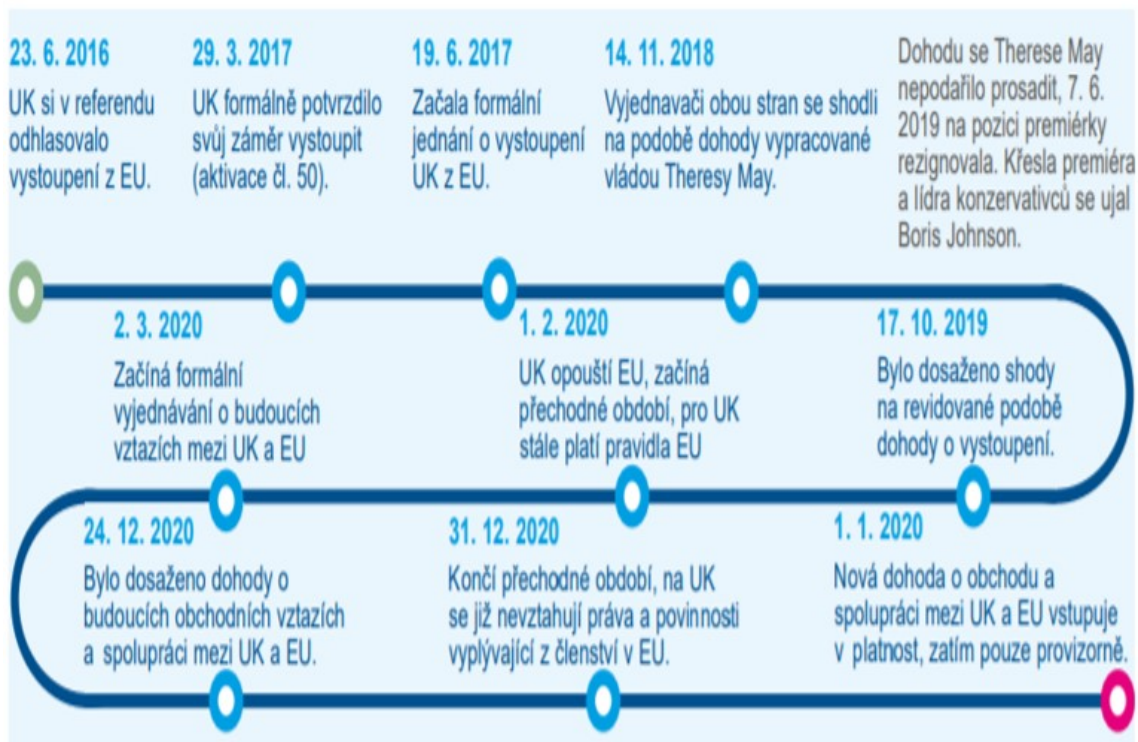 23. 6. 2016
UK si v referendu
odhlasovalo
vystoupení z EU.
29. 3. 2017
UK formálně potvrzdilo
svůj záměr vystoupit
(aktivace čl. 50).
19. 6. 2017
Začala formální
jednání o vystoupení
UK z EU.
14. 11. 2018
Vyjednavači obou stran se shodli
na podobě dohody vypracované
vládou Theresy May.
Dohodu se Therese May
nepodařilo prosadit, 7. 6.
2019 na pozici premiérky
rezignovala. Křesla premiéra
a lídra konzervativců se ujal
Boris Johnson.
17. 10. 2019
Bylo dosaženo shody
na revidované podobě
dohody o vystoupení.
1. 2. 2020
UK opouští EU, začíná
přechodné období, pro UK
stále platí pravidla EU
2. 3. 2020
Začíná formální
vyjednávání o budoucích
vztazích mezi UK a EU
24. 12. 2020
Bylo dosaženo dohody o
budoucích obchodních vztazích
a spolupráci mezi UK a EU.
31. 12. 2020
Končí přechodné období, na UK
se již nevztahují práva a povinnosti
vyplývající z členství v EU.
1. 1. 2020
Nová dohoda o obchodu a
spolupráci mezi UK a EU vstupuje
v platnost, zatím pouze provizorně.